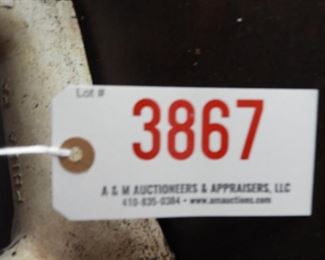 Lot #
3867
A & M AUCTIONEERS & APPRAISERS, LLC
410-835-0384 • www.amauctions.com